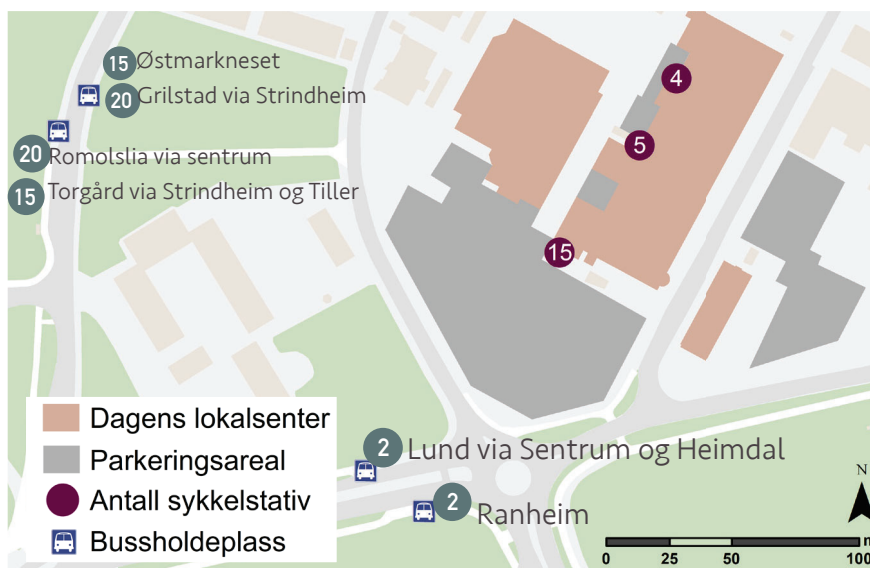 15 Østmarkneset
20 Grilstad via Strindheim
20 Romolslia via sentrum
15 Torgård via Strindheim og Tiller
4
5
15
Dagens lokalsenter
Parkeringsareal
Antall sykkelstativ
Bussholdeplass
2 Lund via Sentrum og Heimdal
2 Ranheim
N
m
0 25 50 100